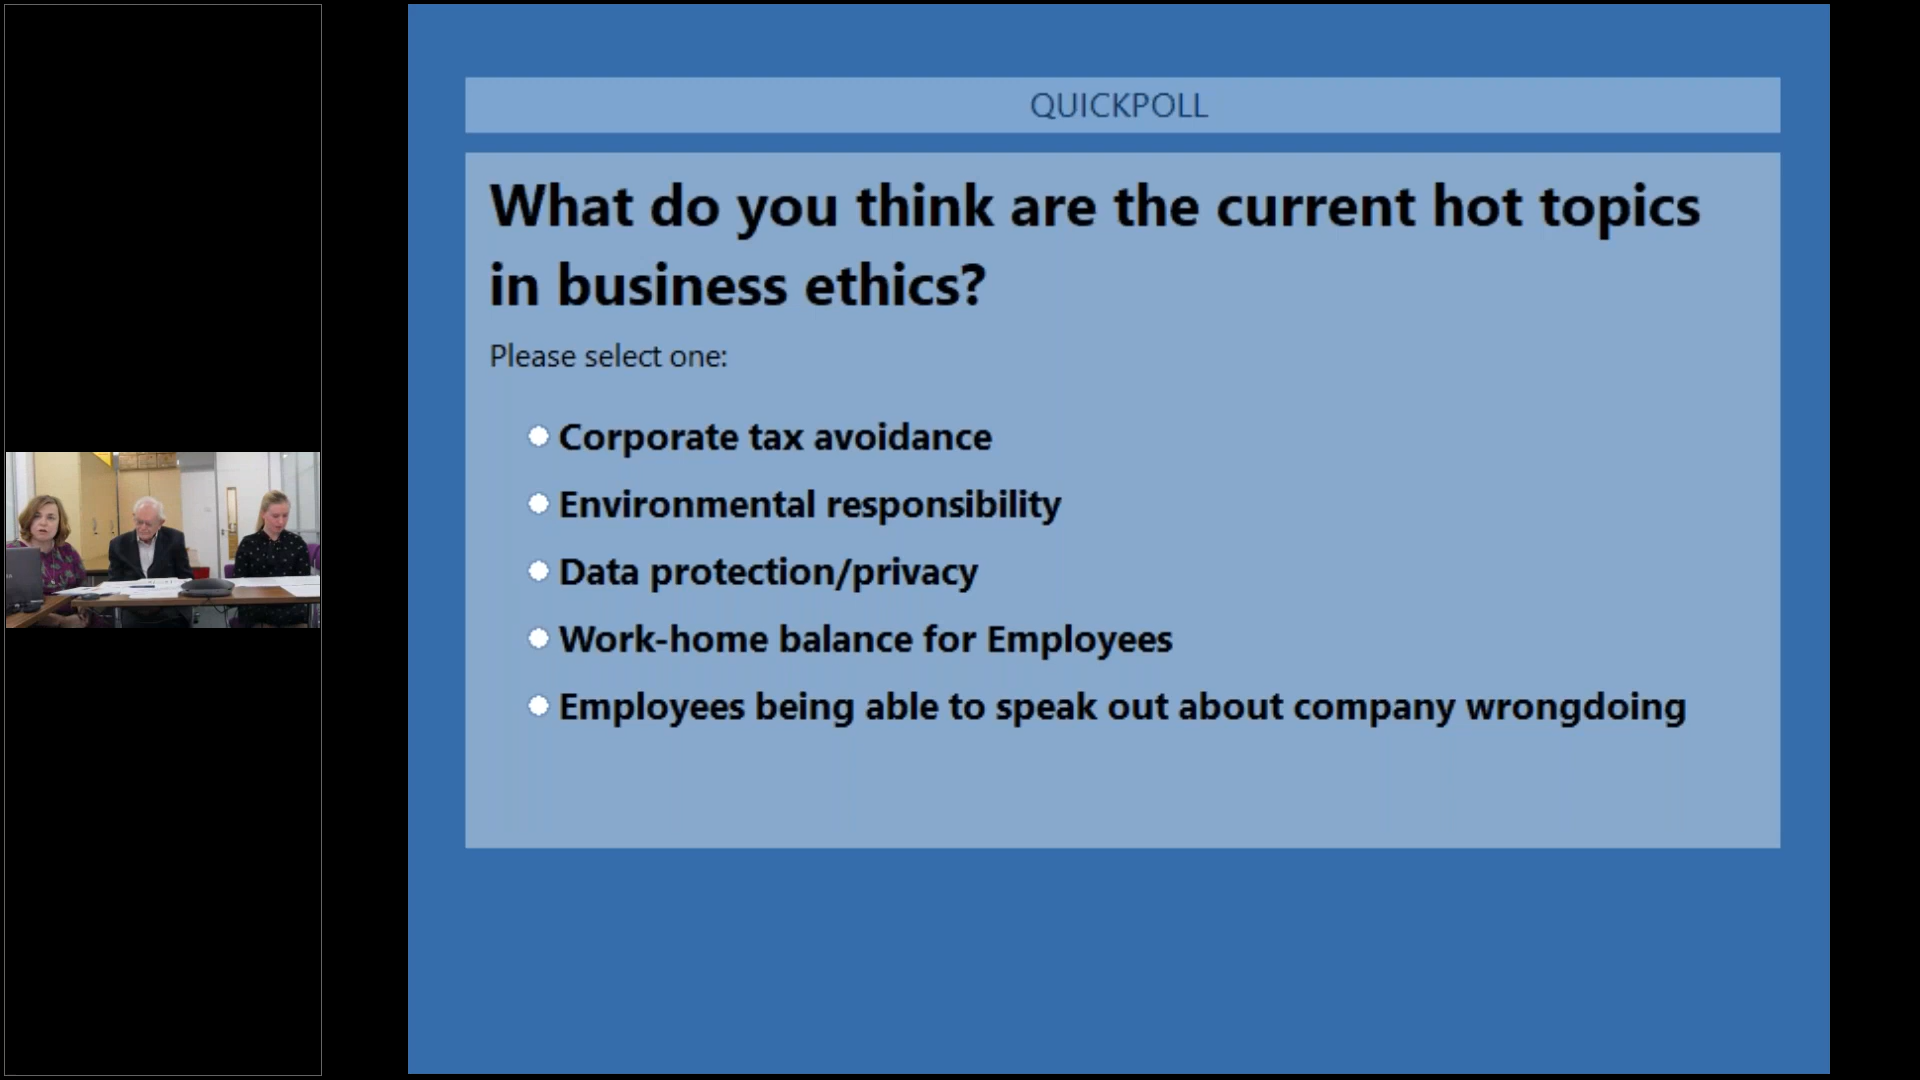 QUICKPOLL
What do you think are the current hot topics
in business ethics?
Please select one:
Corporate tax avoidance
Environmental responsibility
Data protection/privacy
Work-home balance for Employees
Employees being able to speak out about company wrongdoing